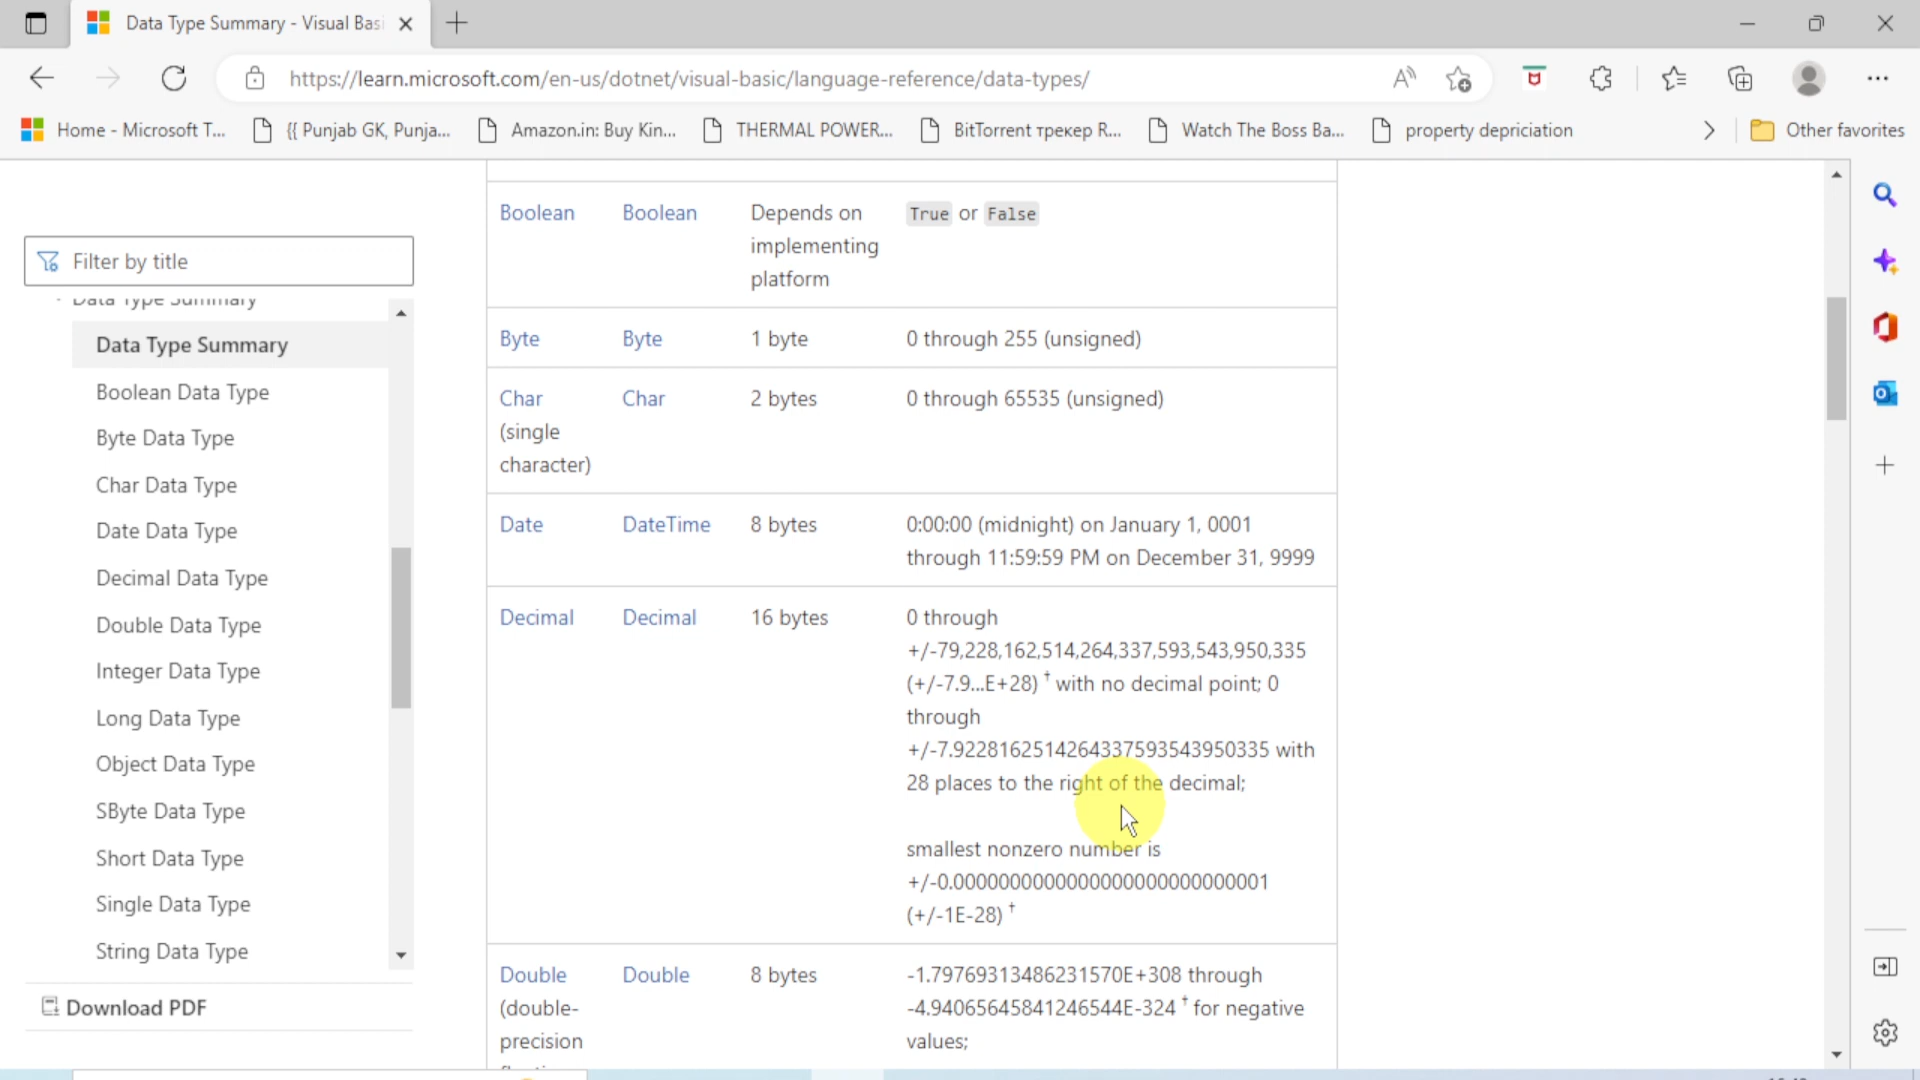 Data Type Summary - Visual Basi
https://learn.microsoft.com/en-us/dotnet/visual-basic/language-reference/data-types/
Home - Microsoft T...
{{ Punjab GK, Punja...
Amazon.in: Buy Kin...
THERMAL POWER...
BitTorrent трекер R...
Watch The Boss Ba...
property depriciation
Other favorites
Filter by title
Data Type Summary
Data Type Summary
Boolean Data Type
Byte Data Type
Char Data Type
Date Data Type
Decimal Data Type
Double Data Type
Integer Data Type
Long Data Type
Object Data Type
SByte Data Type
Short Data Type
Single Data Type
String Data Type
Download PDF
Boolean Boolean Depends on True or False
implementing
platform
Byte Byte 1 byte 0 through 255 (unsigned)
Char Char 2 bytes 0 through 65535 (unsigned)
(single
character)
Date DateTime 8 bytes 0:00:00 (midnight) on January 1, 0001
through 11:59:59 PM on December 31, 9999
Decimal Decimal 16 bytes 0 through
+/-79,228,162,514,264,337,593,543,950,335
(+/-7.9...E+28) † with no decimal point; 0
through
+/-7.9228162514264337593543950335 with
28 places to the right of the decimal;
smallest nonzero number is
+/-0.0000000000000000000000000001
(+/-1E-28) †
Double Double 8 bytes -1.79769313486231570E+308 through
(double- -4.94065645841246544E-324 † for negative
precision values;